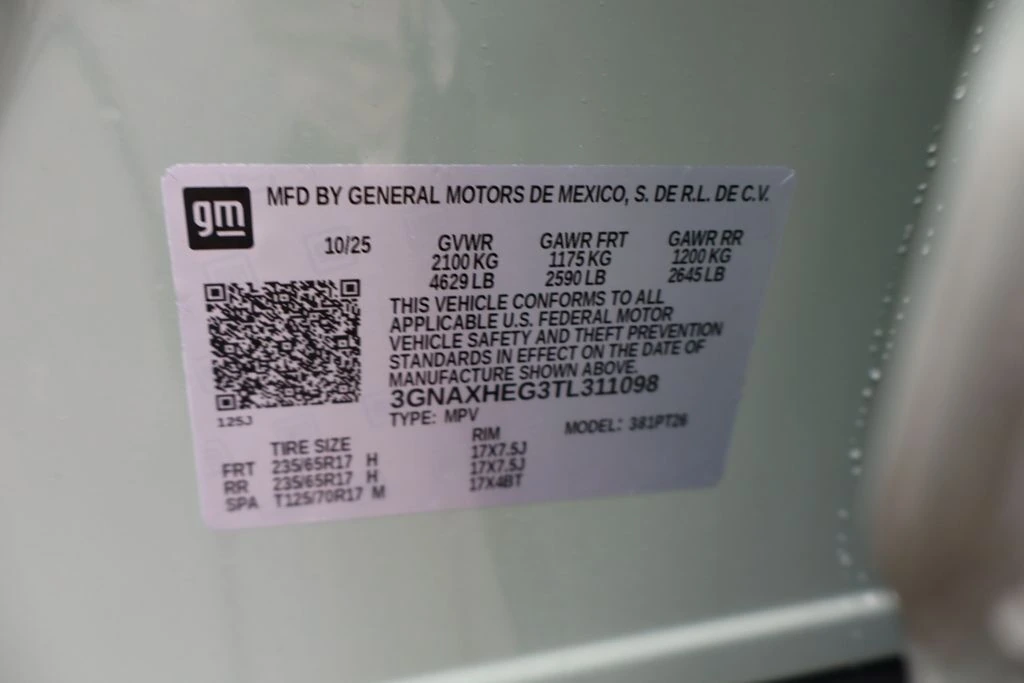 gm
MFD BY GENERAL MOTORS DE MEXICO, S. DE R.L. DE C.V.
10/25 GVWR GAWR FRT GAWR RR
2100 KG 1175 KG 1200 KG
4629 LB 2590 LB 2645 LB
THIS VEHICLE CONFORMS TO ALL
APPLICABLE U.S. FEDERAL MOTOR
VEHICLE SAFETY AND THEFT PREVENTION
STANDARDS IN EFFECT ON THE DATE OF
MANUFACTURE SHOWN ABOVE.
3GNAXHEG3TL311098
125J
TYPE: MPV MODEL: 381PT26
TIRE SIZE RIM
FRT 235/65R17 H 17X7.5J
RR 235/65R17 H 17X7.5J
SPA T125/70R17 M 17X4BT